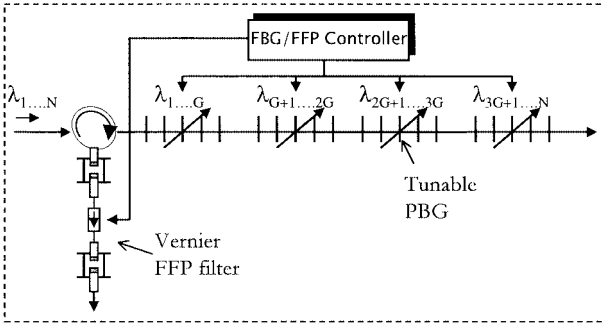 FBG/FFP Controller
λ1....N
λ1....G
λG+1....2G
λ2G+1....3G
λ3G+1....N
Tunable
PBG
Vernier
FFP filter